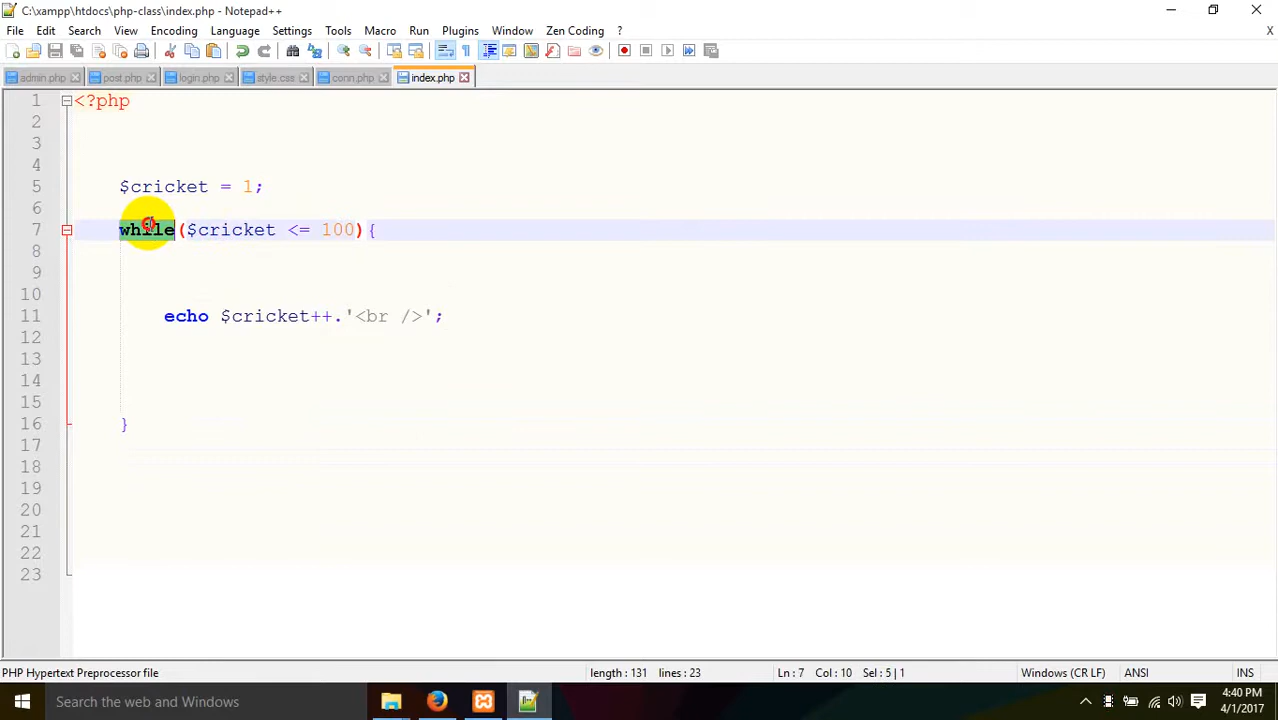 C:\xampp\htdocs\php-class\index.php - Notepad++
File Edit Search View Encoding Language Settings Tools Macro Run Plugins Window Zen Coding ? X
admin.php post.php login.php style.css conn.php index.php
1 <?php
2
3
4
5 $cricket = 1;
6
7 while($cricket <= 100){
8
9
10
11 echo $cricket++.'<br />';
12
13
14
15
16 }
17
18
19
20
21
22
23
PHP Hypertext Preprocessor file length : 131 lines : 23 Ln : 7 Col : 10 Sel : 5 | 1 Windows (CR LF) ANSI INS
Search the web and Windows
4:40 PM
4/1/2017